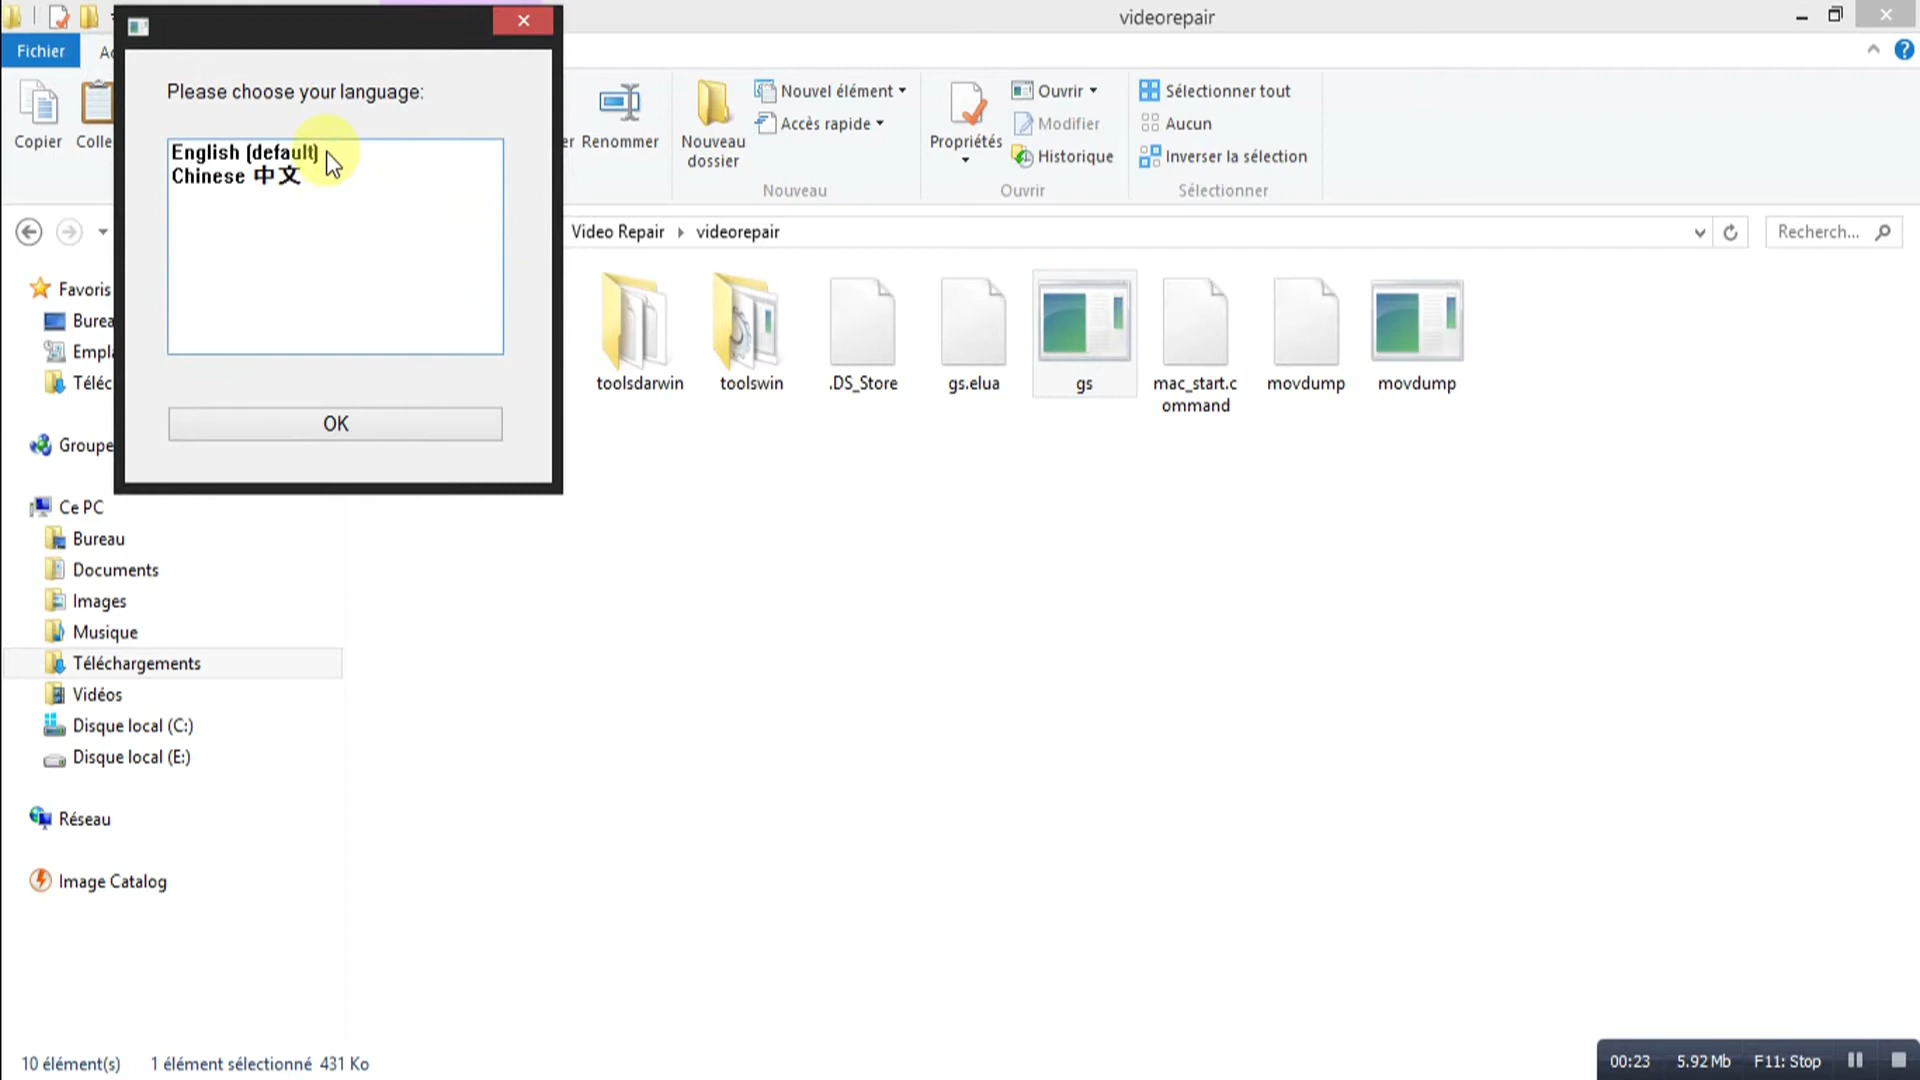 videorepair
Fichier
Please choose your language:
English (default)
Chinese 中文
OK
Copier
Colle
Renommer
Nouveau
dossier
Nouvel élément
Accès rapide
Nouveau
Propriétés
Ouvrir
Modifier
Historique
Ouvrir
Sélectionner tout
Aucun
Inverser la sélection
Sélectionner
Video Repair
videorepair
Recherch...
Favoris
Burea
Empla
Téléc
Groupe
Ce PC
Bureau
Documents
Images
Musique
Téléchargements
Vidéos
Disque local (C:)
Disque local (E:)
Réseau
Image Catalog
toolsdarwin
toolswin
.DS_Store
gs.elua
gs
mac_start.c
ommand
movdump
movdump
10 élément(s)
1 élément sélectionné 431 Ko
00:23
5.92 Mb
F11: Stop